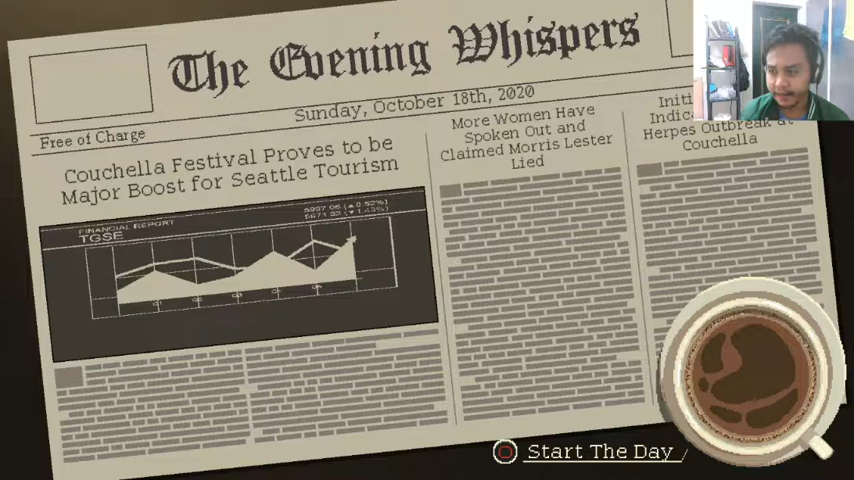 The Evening Whispers
Sunday, October 18th, 2020
Free of Charge
Couchella Festival Proves to be
Major Boost for Seattle Tourism
FINANCIAL REPORT
TGSE
More Women Have
Spoken Out and
Claimed Morris Lester
Lied
Herpes Outbreak at
Couchella
Start The Day